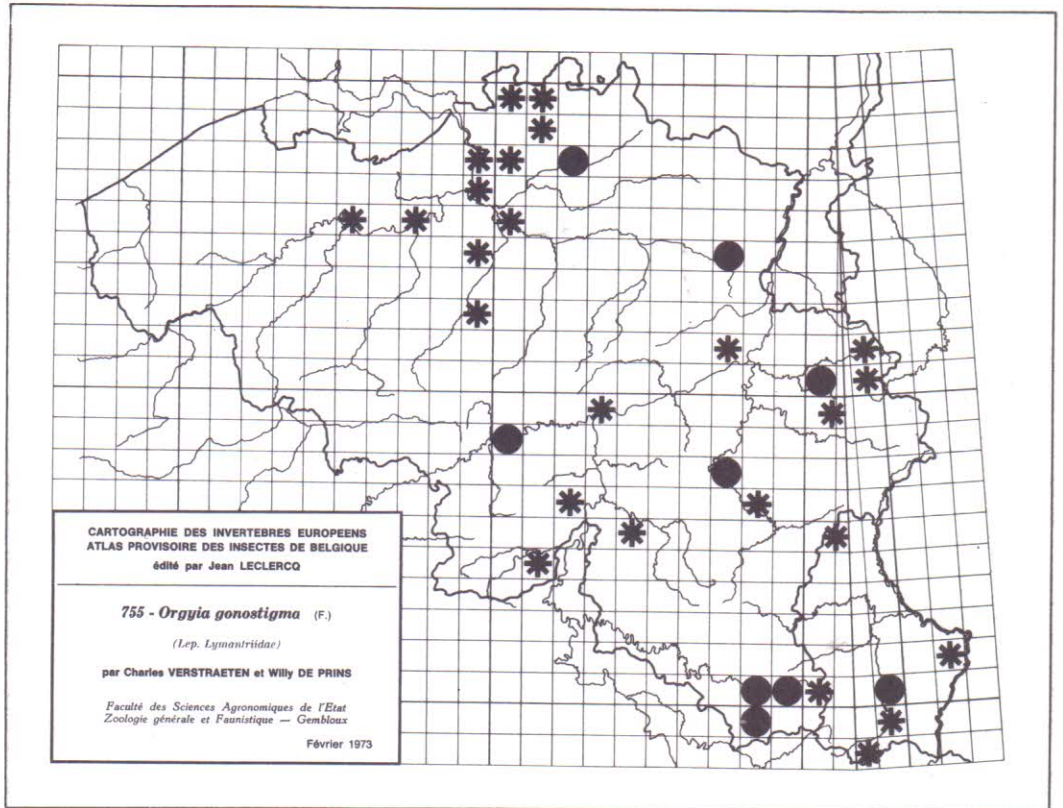 CARTOGRAPHIE DES INVERTEBRES EUROPEENS
ATLAS PROVISOIRE DES INSECTES DE BELGIQUE
édité par Jean LECLERCQ
755 - Orgyia gonostigma (F.)
(Lep. Lymantriidae)
par Charles VERSTRAETEN et Willy DE PRINS
Faculté des Sciences Agronomiques de l'Etat
Zoologie générale et Faunistique — Gembloux
Février 1973